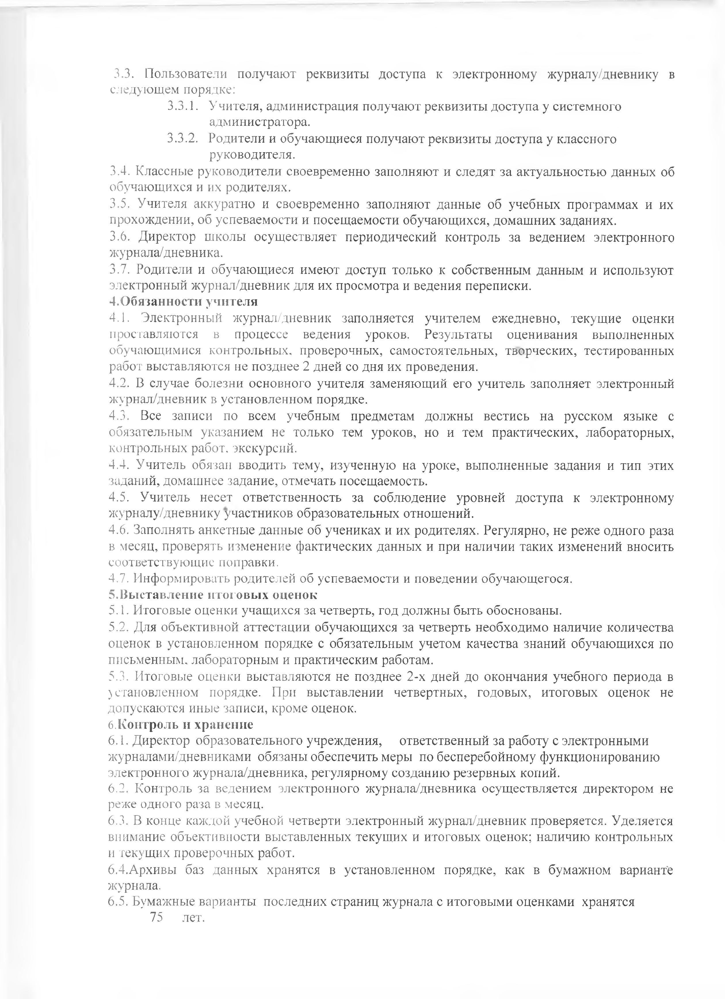 3.3. Пользователи получают реквизиты доступа к электронному журналу/дневнику в
следующем порядке:
3.3.1. Учителя, администрация получают реквизиты доступа у системного
администратора.
3.3.2. Родители и обучающиеся получают реквизиты доступа у классного
руководителя.
3.4. Классные руководители своевременно заполняют и следят за актуальностью данных об
обучающихся и их родителях.
3.5. Учителя аккуратно и своевременно заполняют данные об учебных программах и их
прохождении, об успеваемости и посещаемости обучающихся, домашних заданиях.
3.6. Директор школы осуществляет периодический контроль за ведением электронного
журнала/дневника.
3.7. Родители и обучающиеся имеют доступ только к собственным данным и используют
электронный журнал/дневник для их просмотра и ведения переписки.
4.Обязанности учителя
4.1. Электронный журнал/дневник заполняется учителем ежедневно, текущие оценки
проставляются в процессе ведения уроков. Результаты оценивания выполненных
обучающимися контрольных, проверочных, самостоятельных, творческих, тестированных
работ выставляются не позднее 2 дней со дня их проведения.
4.2. В случае болезни основного учителя заменяющий его учитель заполняет электронный
журнал/дневник в установленном порядке.
4.3. Все записи по всем учебным предметам должны вестись на русском языке с
обязательным указанием не только тем уроков, но и тем практических, лабораторных,
контрольных работ, экскурсий.
4.4. Учитель обязан вводить тему, изученную на уроке, выполненные задания и тип этих
заданий, домашнее задание, отмечать посещаемость.
4.5. Учитель несет ответственность за соблюдение уровней доступа к электронному
журналу/дневнику участников образовательных отношений.
4.6. Заполнять анкетные данные об учениках и их родителях. Регулярно, не реже одного раза
в месяц, проверять изменение фактических данных и при наличии таких изменений вносить
соответствующие поправки.
4.7. Информировать родителей об успеваемости и поведении обучающегося.
5.Выставление итоговых оценок
5.1. Итоговые оценки учащихся за четверть, год должны быть обоснованы.
5.2. Для объективной аттестации обучающихся за четверть необходимо наличие количества
оценок в установленном порядке с обязательным учетом качества знаний обучающихся по
письменным, лабораторным и практическим работам.
5.3. Итоговые оценки выставляются не позднее 2-х дней до окончания учебного периода в
установленном порядке. При выставлении четвертных, годовых, итоговых оценок не
допускаются иные записи, кроме оценок.
6.Контроль и хранение
6.1. Директор образовательного учреждения, ответственный за работу с электронными
журналами/дневниками обязаны обеспечить меры по бесперебойному функционированию
электронного журнала/дневника, регулярному созданию резервных копий.
6.2. Контроль за ведением электронного журнала/дневника осуществляется директором не
реже одного раза в месяц.
6.3. В конце каждой учебной четверти электронный журнал/дневник проверяется. Уделяется
внимание объективности выставленных текущих и итоговых оценок; наличию контрольных
и текущих проверочных работ.
6.4.Архивы баз данных хранятся в установленном порядке, как в бумажном варианте
журнала.
6.5. Бумажные варианты последних страниц журнала с итоговыми оценками хранятся
75 лет.